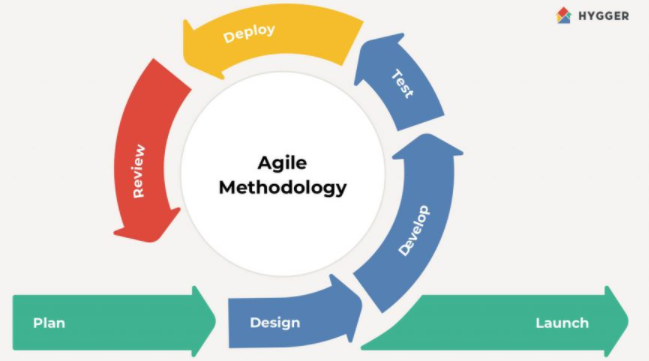 HYGGER
Deploy
Test
Review
Agile
Methodology
Develop
Plan
Design
Launch